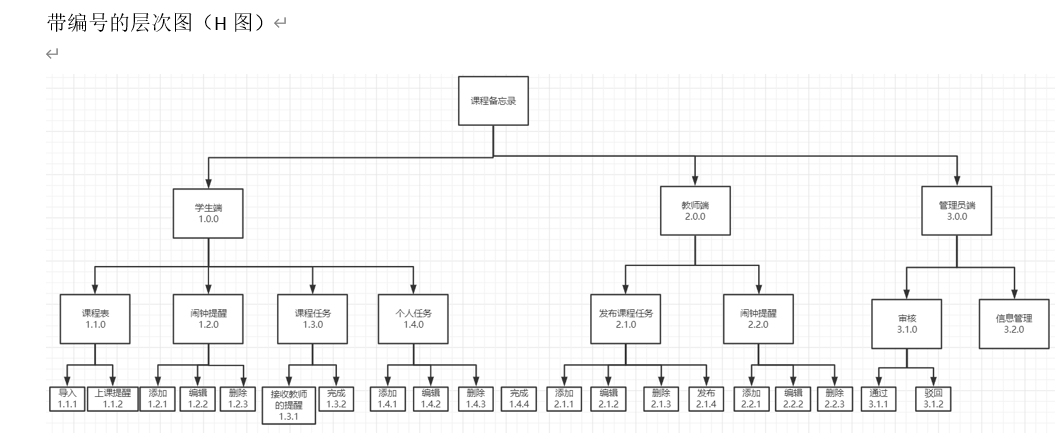 带编号的层次图（H 图）
课程备忘录
学生端
1.0.0
教师端
2.0.0
管理员端
3.0.0
课程表
1.1.0
闹钟提醒
1.2.0
课程任务
1.3.0
个人任务
1.4.0
发布课程任务
2.1.0
闹钟提醒
2.2.0
审核
3.1.0
信息管理
3.2.0
导入
1.1.1
上课提醒
1.1.2
添加
1.2.1
编辑
1.2.2
删除
1.2.3
接收教师
的提醒
1.3.1
完成
1.3.2
添加
1.4.1
编辑
1.4.2
删除
1.4.3
完成
1.4.4
添加
2.1.1
编辑
2.1.2
删除
2.1.3
发布
2.1.4
添加
2.2.1
编辑
2.2.2
删除
2.2.3
通过
3.1.1
驳回
3.1.2